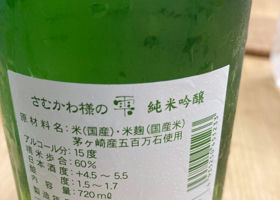 さむかわ様の雫 純米吟醸
原材料名:米(国産)・米麹(国産米)
茅ヶ崎産五百万石使用
アルコール分:15度
精米歩合:60%
日本酒度:+4.5~5.5
酸度:1.5~1.7
容量:720ml